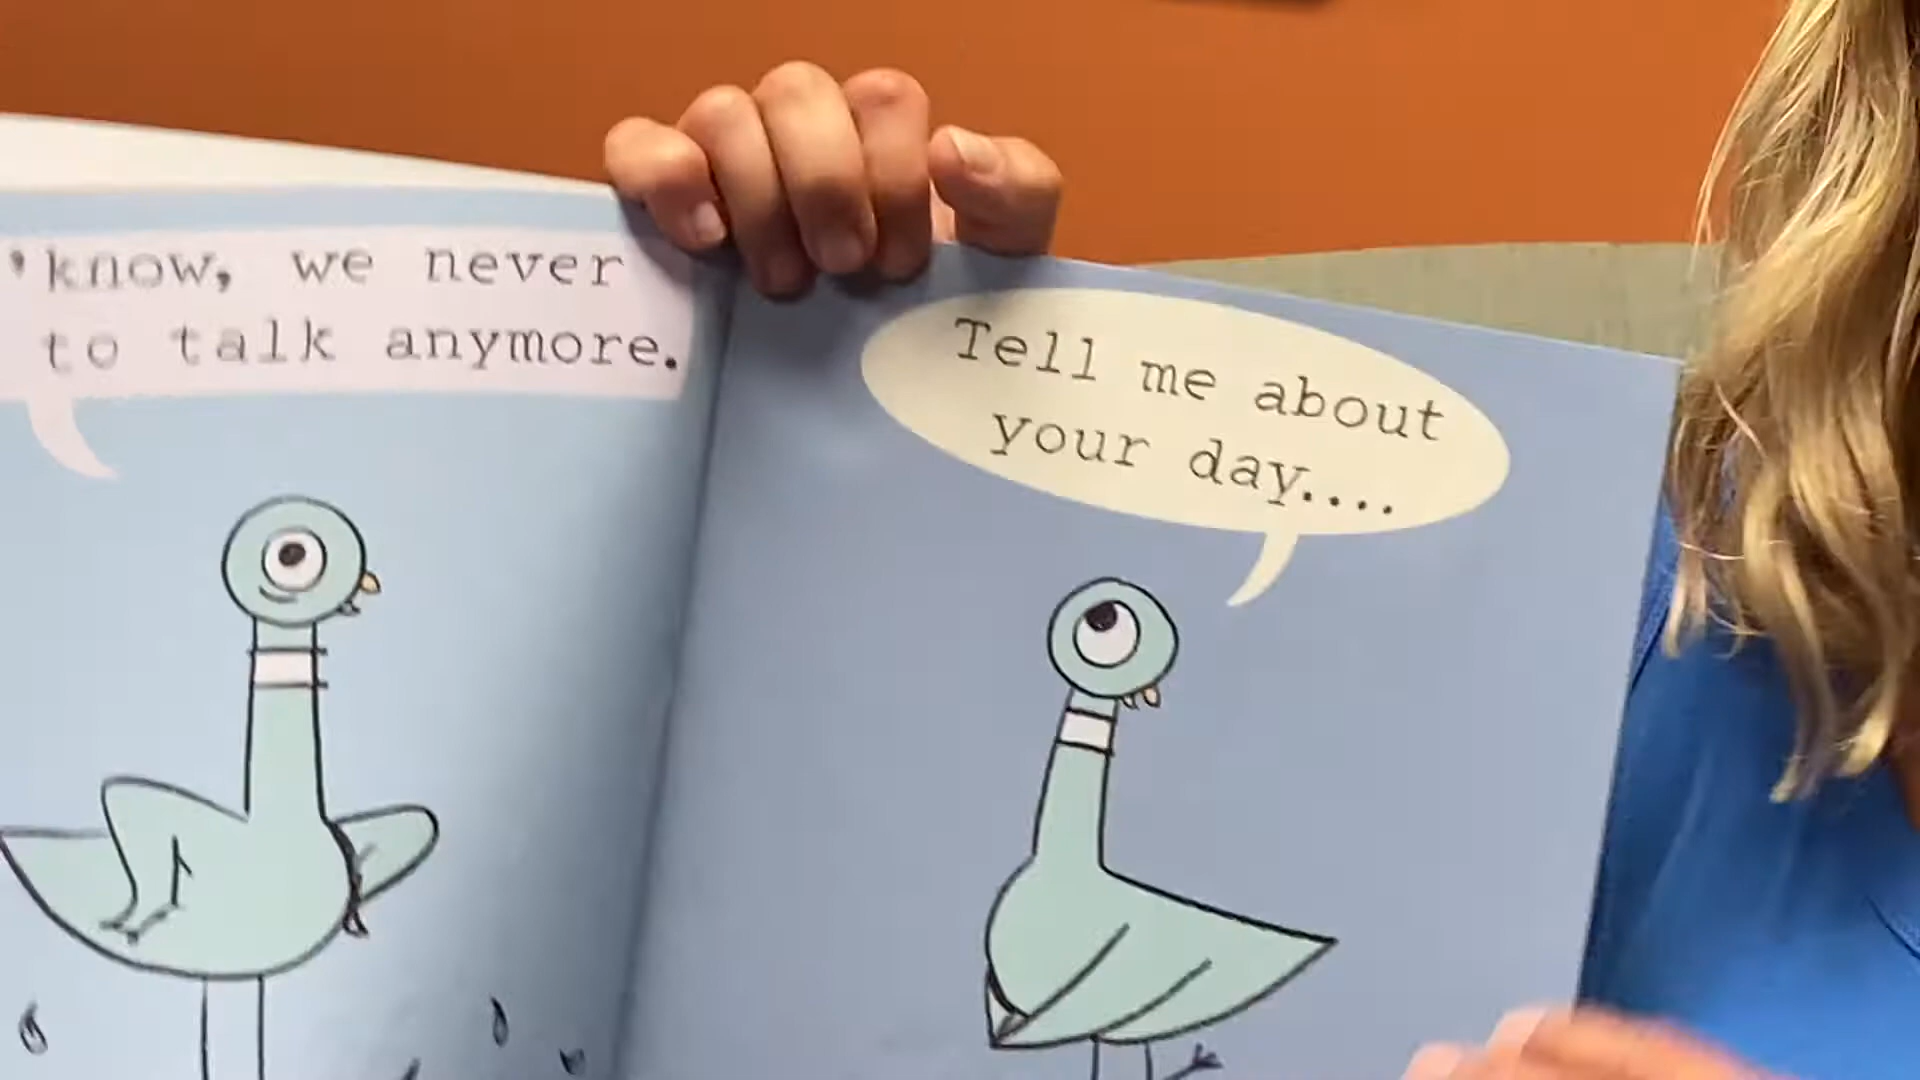 'know, we never
to talk anymore.
Tell me about
your day....